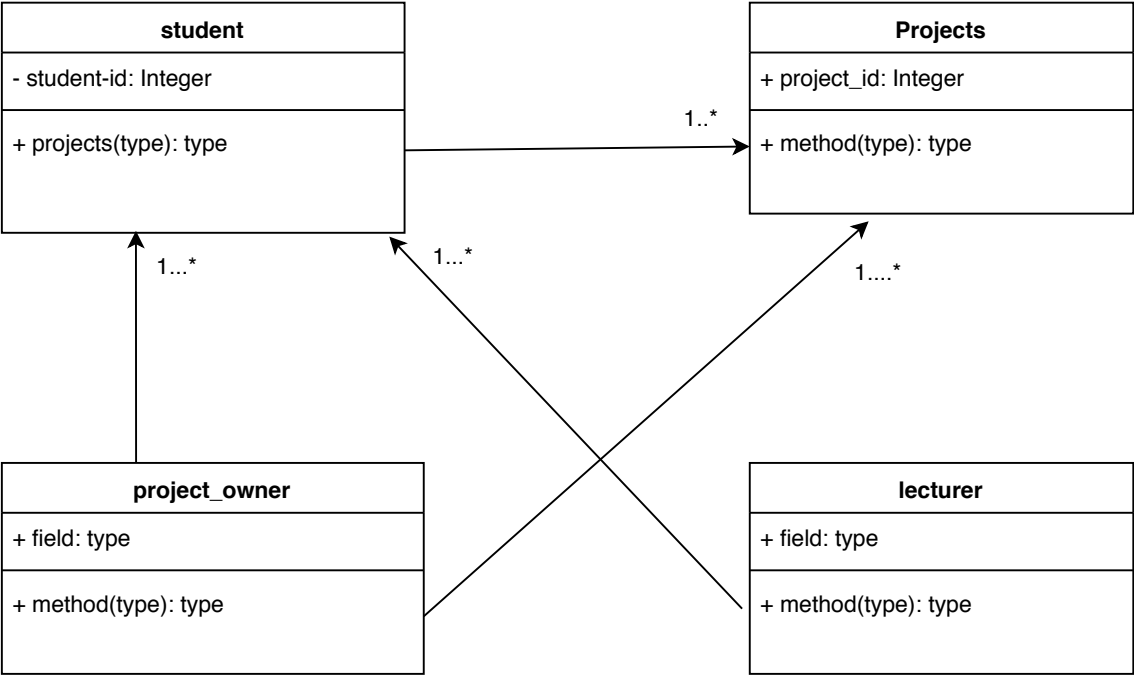 student
- student-id: Integer
+ projects(type): type
Projects
+ project_id: Integer
+ method(type): type
1..*
1...*
1...*
1....*
project_owner
+ field: type
+ method(type): type
lecturer
+ field: type
+ method(type): type